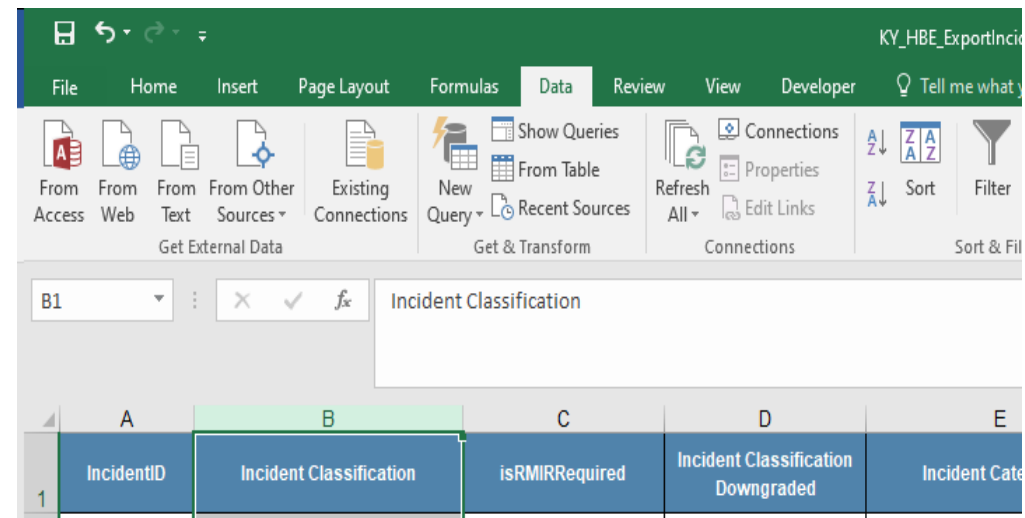 KY_HBE_ExportIncid
File Home Insert Page Layout Formulas Data Review View Developer Tell me what y
From Access
From Web
From Text
From Other Sources
Existing Connections
Get External Data
New Query
Show Queries
From Table
Recent Sources
Get & Transform
Refresh All
Connections
Properties
Edit Links
Connections
A Z
Z A
Z A
A Z
Sort
Filter
Sort & Fil
B1
fx
Incident Classification
A B C D E
1
IncidentID
Incident Classification
isRMIRRequired
Incident Classification
Downgraded
Incident Cate